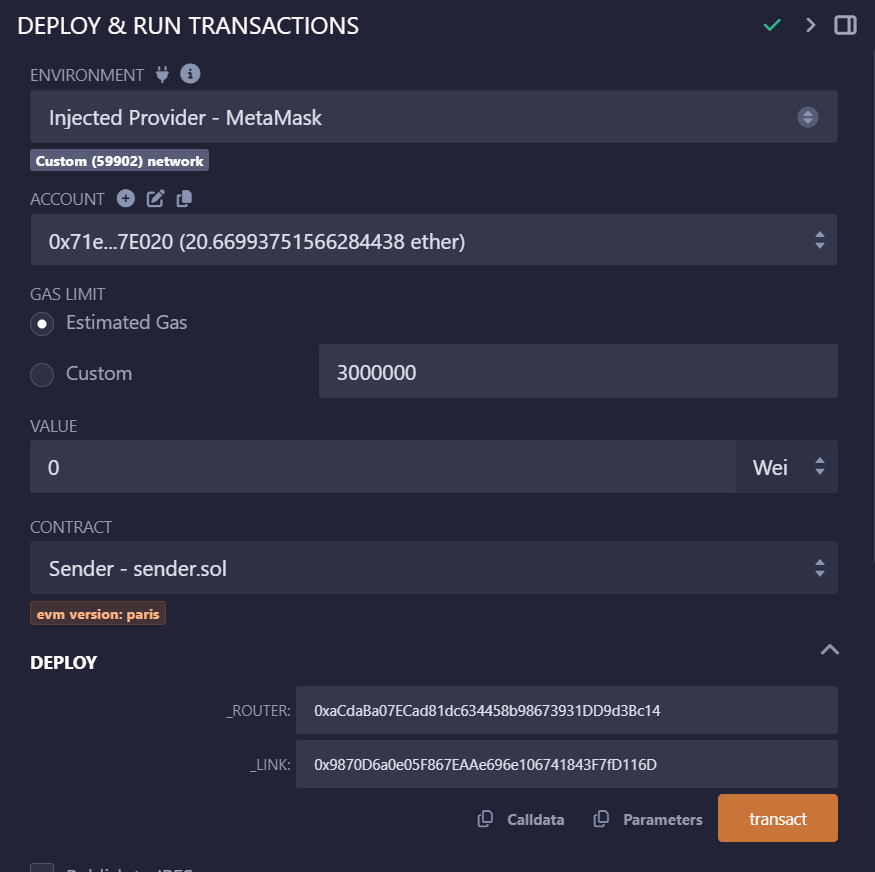 DEPLOY & RUN TRANSACTIONS
ENVIRONMENT
Injected Provider - MetaMask
Custom (59902) network
ACCOUNT
0x71e...7E020 (20.66993751566284438 ether)
GAS LIMIT
Estimated Gas
Custom
3000000
VALUE
0 Wei
CONTRACT
Sender - sender.sol
evm version: paris
DEPLOY
_ROUTER: 0xaCdaBa07ECad81dc634458b98673931DD9d3Bc14
_LINK: 0x9870D6a0e05F867EAAe696e106741843F7fD116D
Calldata Parameters transact